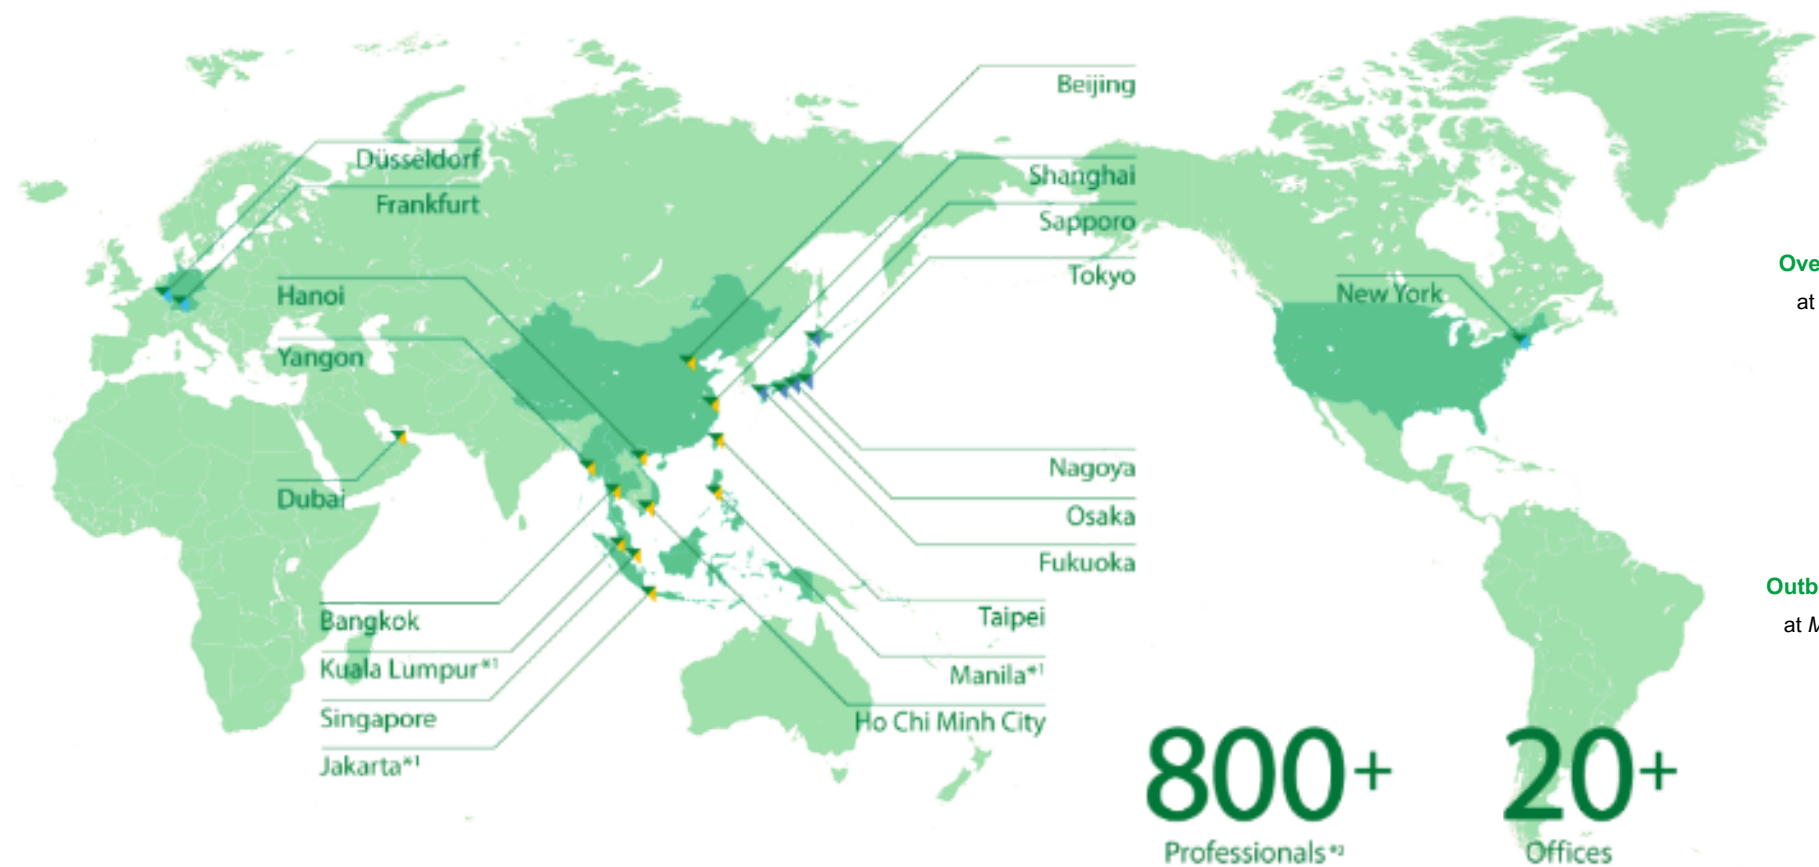 Beijing
Düsseldorf
Shanghai
Frankfurt
Sapporo
Tokyo
Hanoi
New York
Yangon
Nagoya
Dubai
Osaka
Fukuoka
Bangkok
Taipei
Kuala Lumpur*1
Manila*1
Singapore
Ho Chi Minh City
Jakarta*1
800+
Professionals*2
20+
Offices
at
at